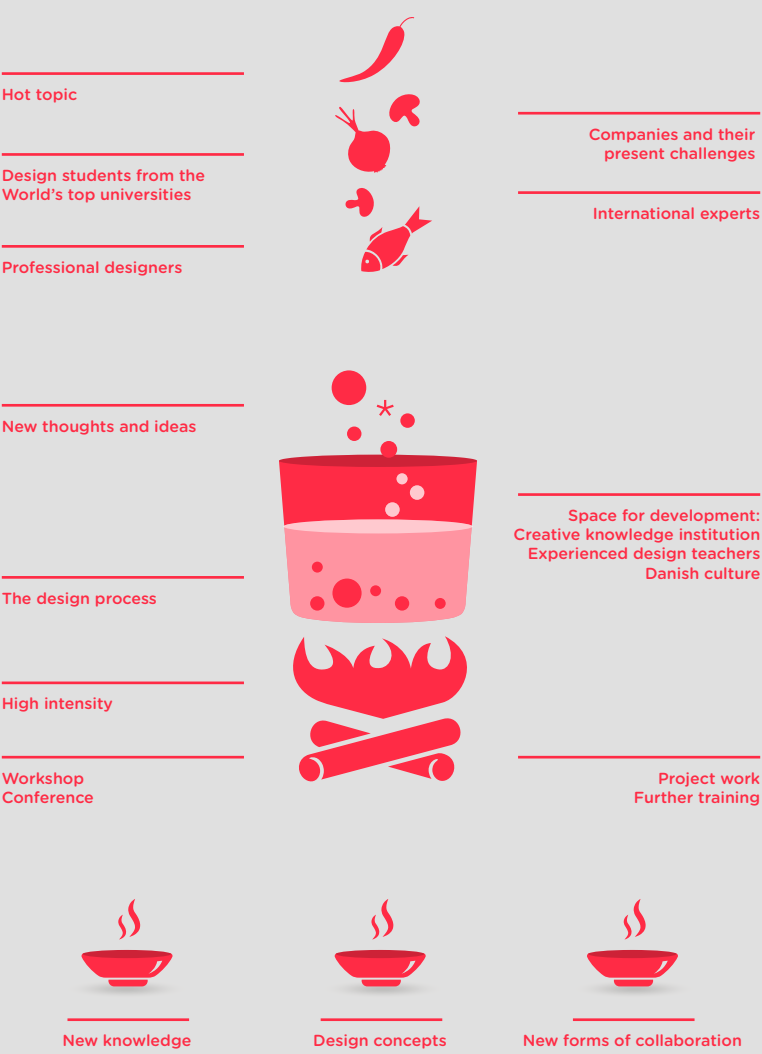 Hot topic
Companies and their
present challenges
Design students from the
World's top universities
International experts
Professional designers
New thoughts and ideas
Space for development:
Creative knowledge institution
Experienced design teachers
Danish culture
The design process
High intensity
Workshop
Conference
Project work
Further training
New knowledge
Design concepts
New forms of collaboration